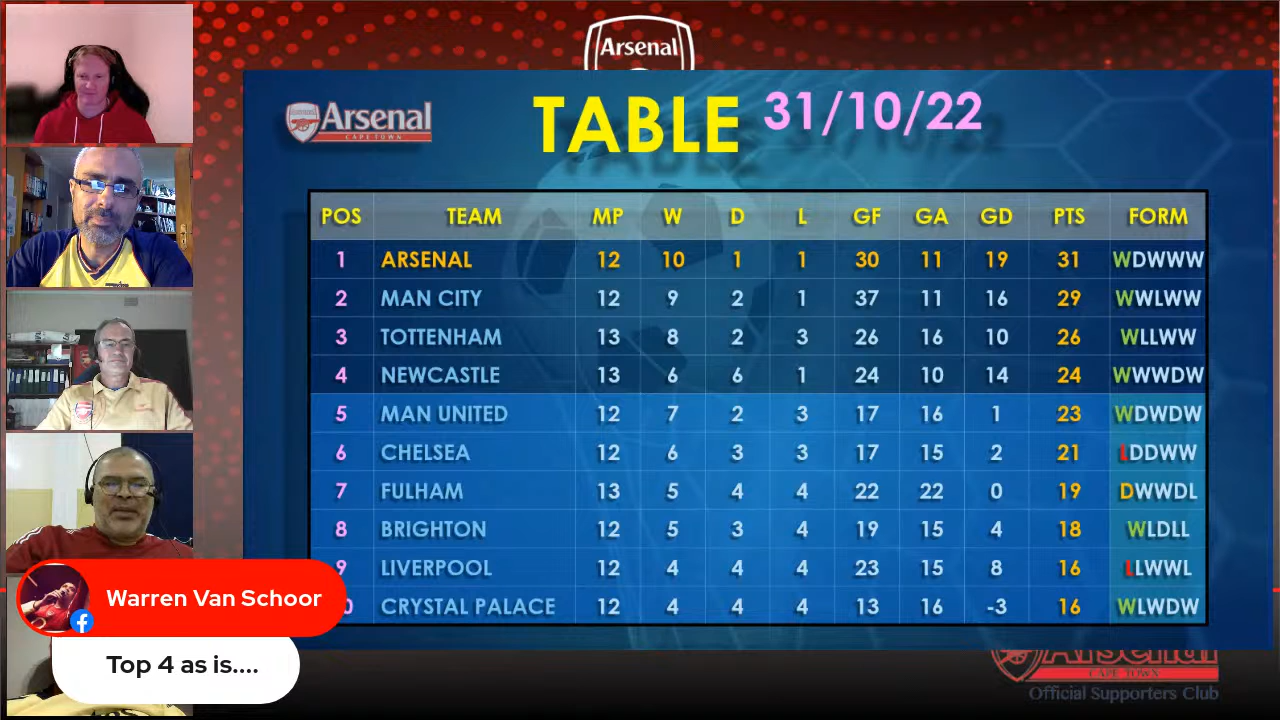 Arsenal
Arsenal
CAPE TOWN
TABLE 31/10/22
POS TEAM MP W D L GF GA GD PTS FORM
1 ARSENAL 12 10 1 1 30 11 19 31 WDWWW
2 MAN CITY 12 9 2 1 37 11 16 29 WWLWW
3 TOTTENHAM 13 8 2 3 26 16 10 26 WLLWW
4 NEWCASTLE 13 6 6 1 24 10 14 24 WWWDW
5 MAN UNITED 12 7 2 3 17 16 1 23 WDWDW
6 CHELSEA 12 6 3 3 17 15 2 21 LDDWW
7 FULHAM 13 5 4 4 22 22 0 19 DWWDL
8 BRIGHTON 12 5 3 4 19 15 4 18 WLDLL
9 LIVERPOOL 12 4 4 4 23 15 8 16 LLWWL
0 CRYSTAL PALACE 12 4 4 4 13 16 -3 16 WLWDW
Warren Van Schoor
Top 4 as is....
Arsenal
CAPE TOWN
Official Supporters Club